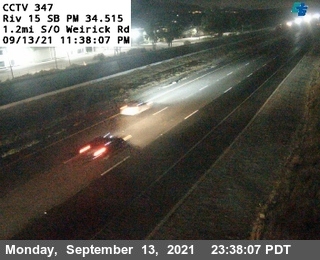 CCTV 347
Riv 15 SB PM 34.515
1.2mi S/O Weirick Rd
09/13/21 11:38:07 PM
Monday, September 13, 2021 23:38:07 PDT